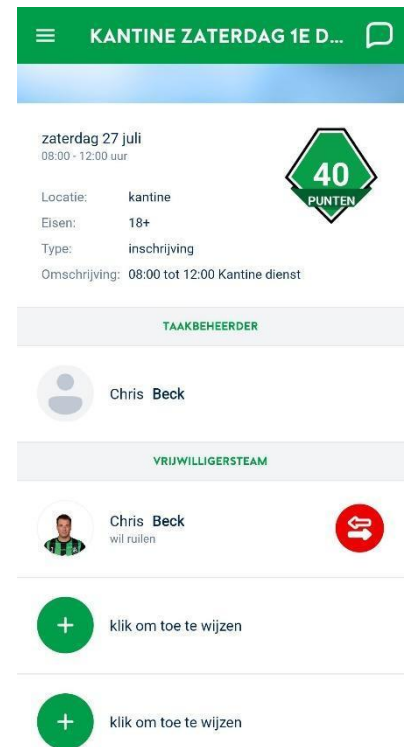 KANTINE ZATERDAG 1E D...
zaterdag 27 juli
08:00 - 12:00 uur
40
PUNTEN
Locatie: kantine
Eisen: 18+
Type: inschrijving
Omschrijving: 08:00 tot 12:00 Kantine dienst
TAAKBEHEERDER
Chris Beck
VRIJWILLIGERSTEAM
Chris Beck
wil ruilen
klik om toe te wijzen
klik om toe te wijzen